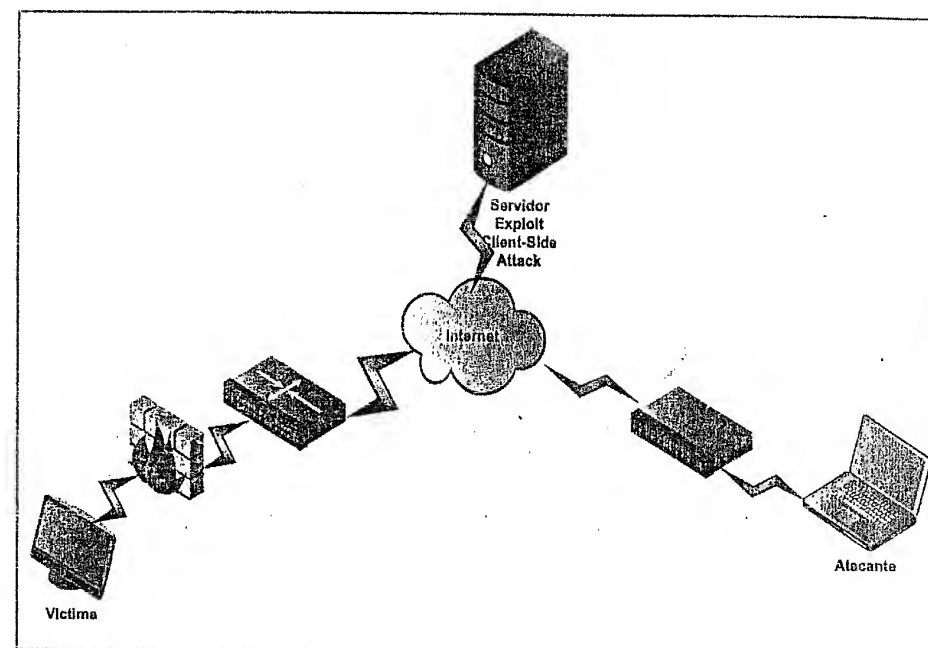 Servidor
Exploit
Client-Side
Attack
Internet
Atacante
Victima